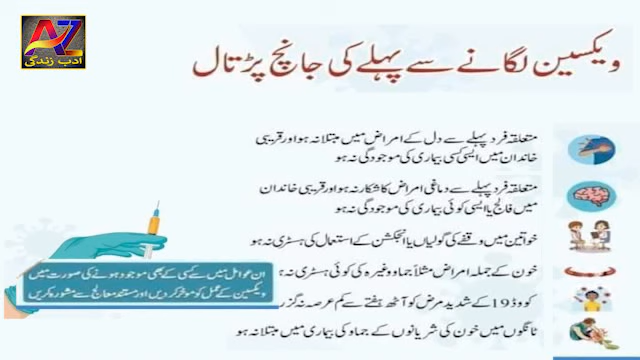 AZ
ادب زندگی
ویکسین لگانے سے پہلے کی جانچ پڑتال
متعلقہ فرد پہلے سے دل کے امراض میں مبتلا نہ ہو اور قریبی
خاندان میں ایسی کسی بیماری کی موجودگی نہ ہو
متعلقہ فرد پہلے سے دماغی امراض کا شکار نہ ہو اور قریبی خاندان
میں فالج یا ایسی کوئی بیماری کی موجودگی نہ ہو
خواتین میں وقفے کی گولیاں یا انجکشن کے استعمال کی ہسٹری نہ ہو
خون کے جملہ امراض مثلاً جماؤ وغیرہ کی کوئی ہسٹری نہ ہو
کووڈ 19 کے شدید مرض کو آٹھ ہفتے سے کم عرصہ نہ گزر
ٹانگوں میں خون کی شریانوں کے جماؤ کی بیماری میں مبتلا نہ ہو
ان عوامل میں سے کسی کے بھی موجود ہونے کی صورت میں
ویکسین کے عمل کو موخر کر دیں اور مستند معالج سے مشورہ کریں